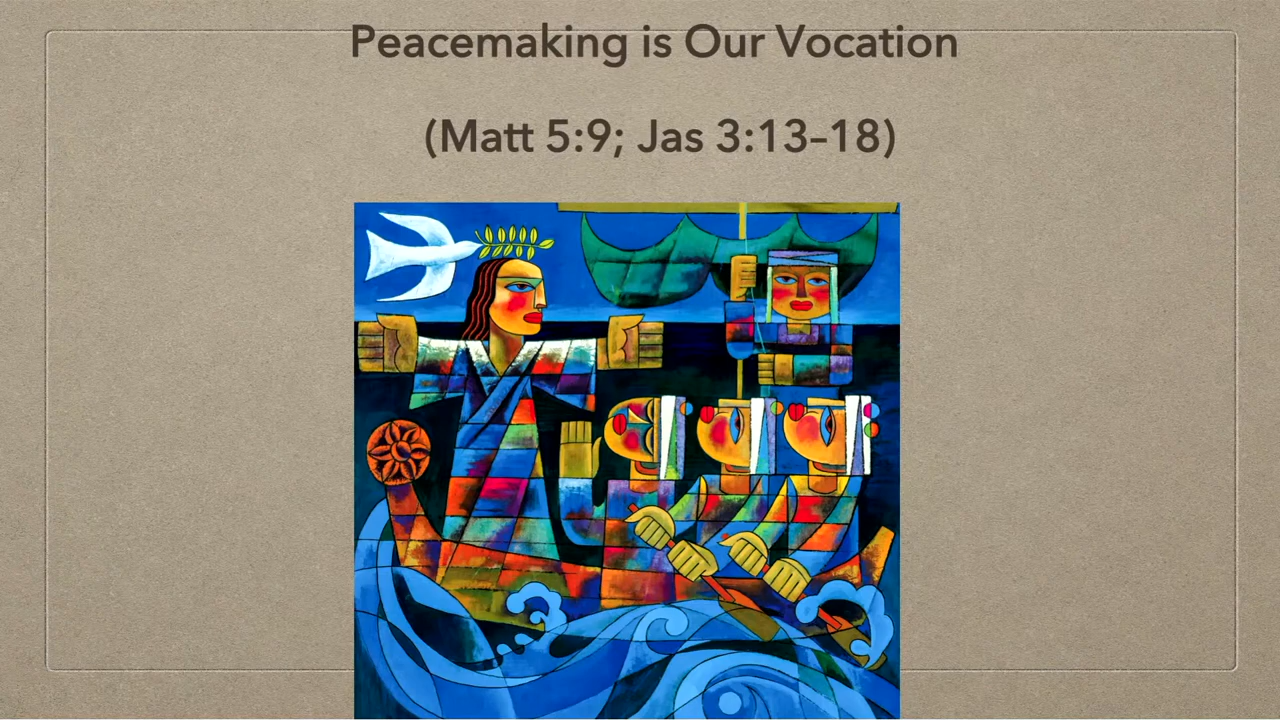 Peacemaking is Our Vocation
(Matt 5:9; Jas 3:13–18)